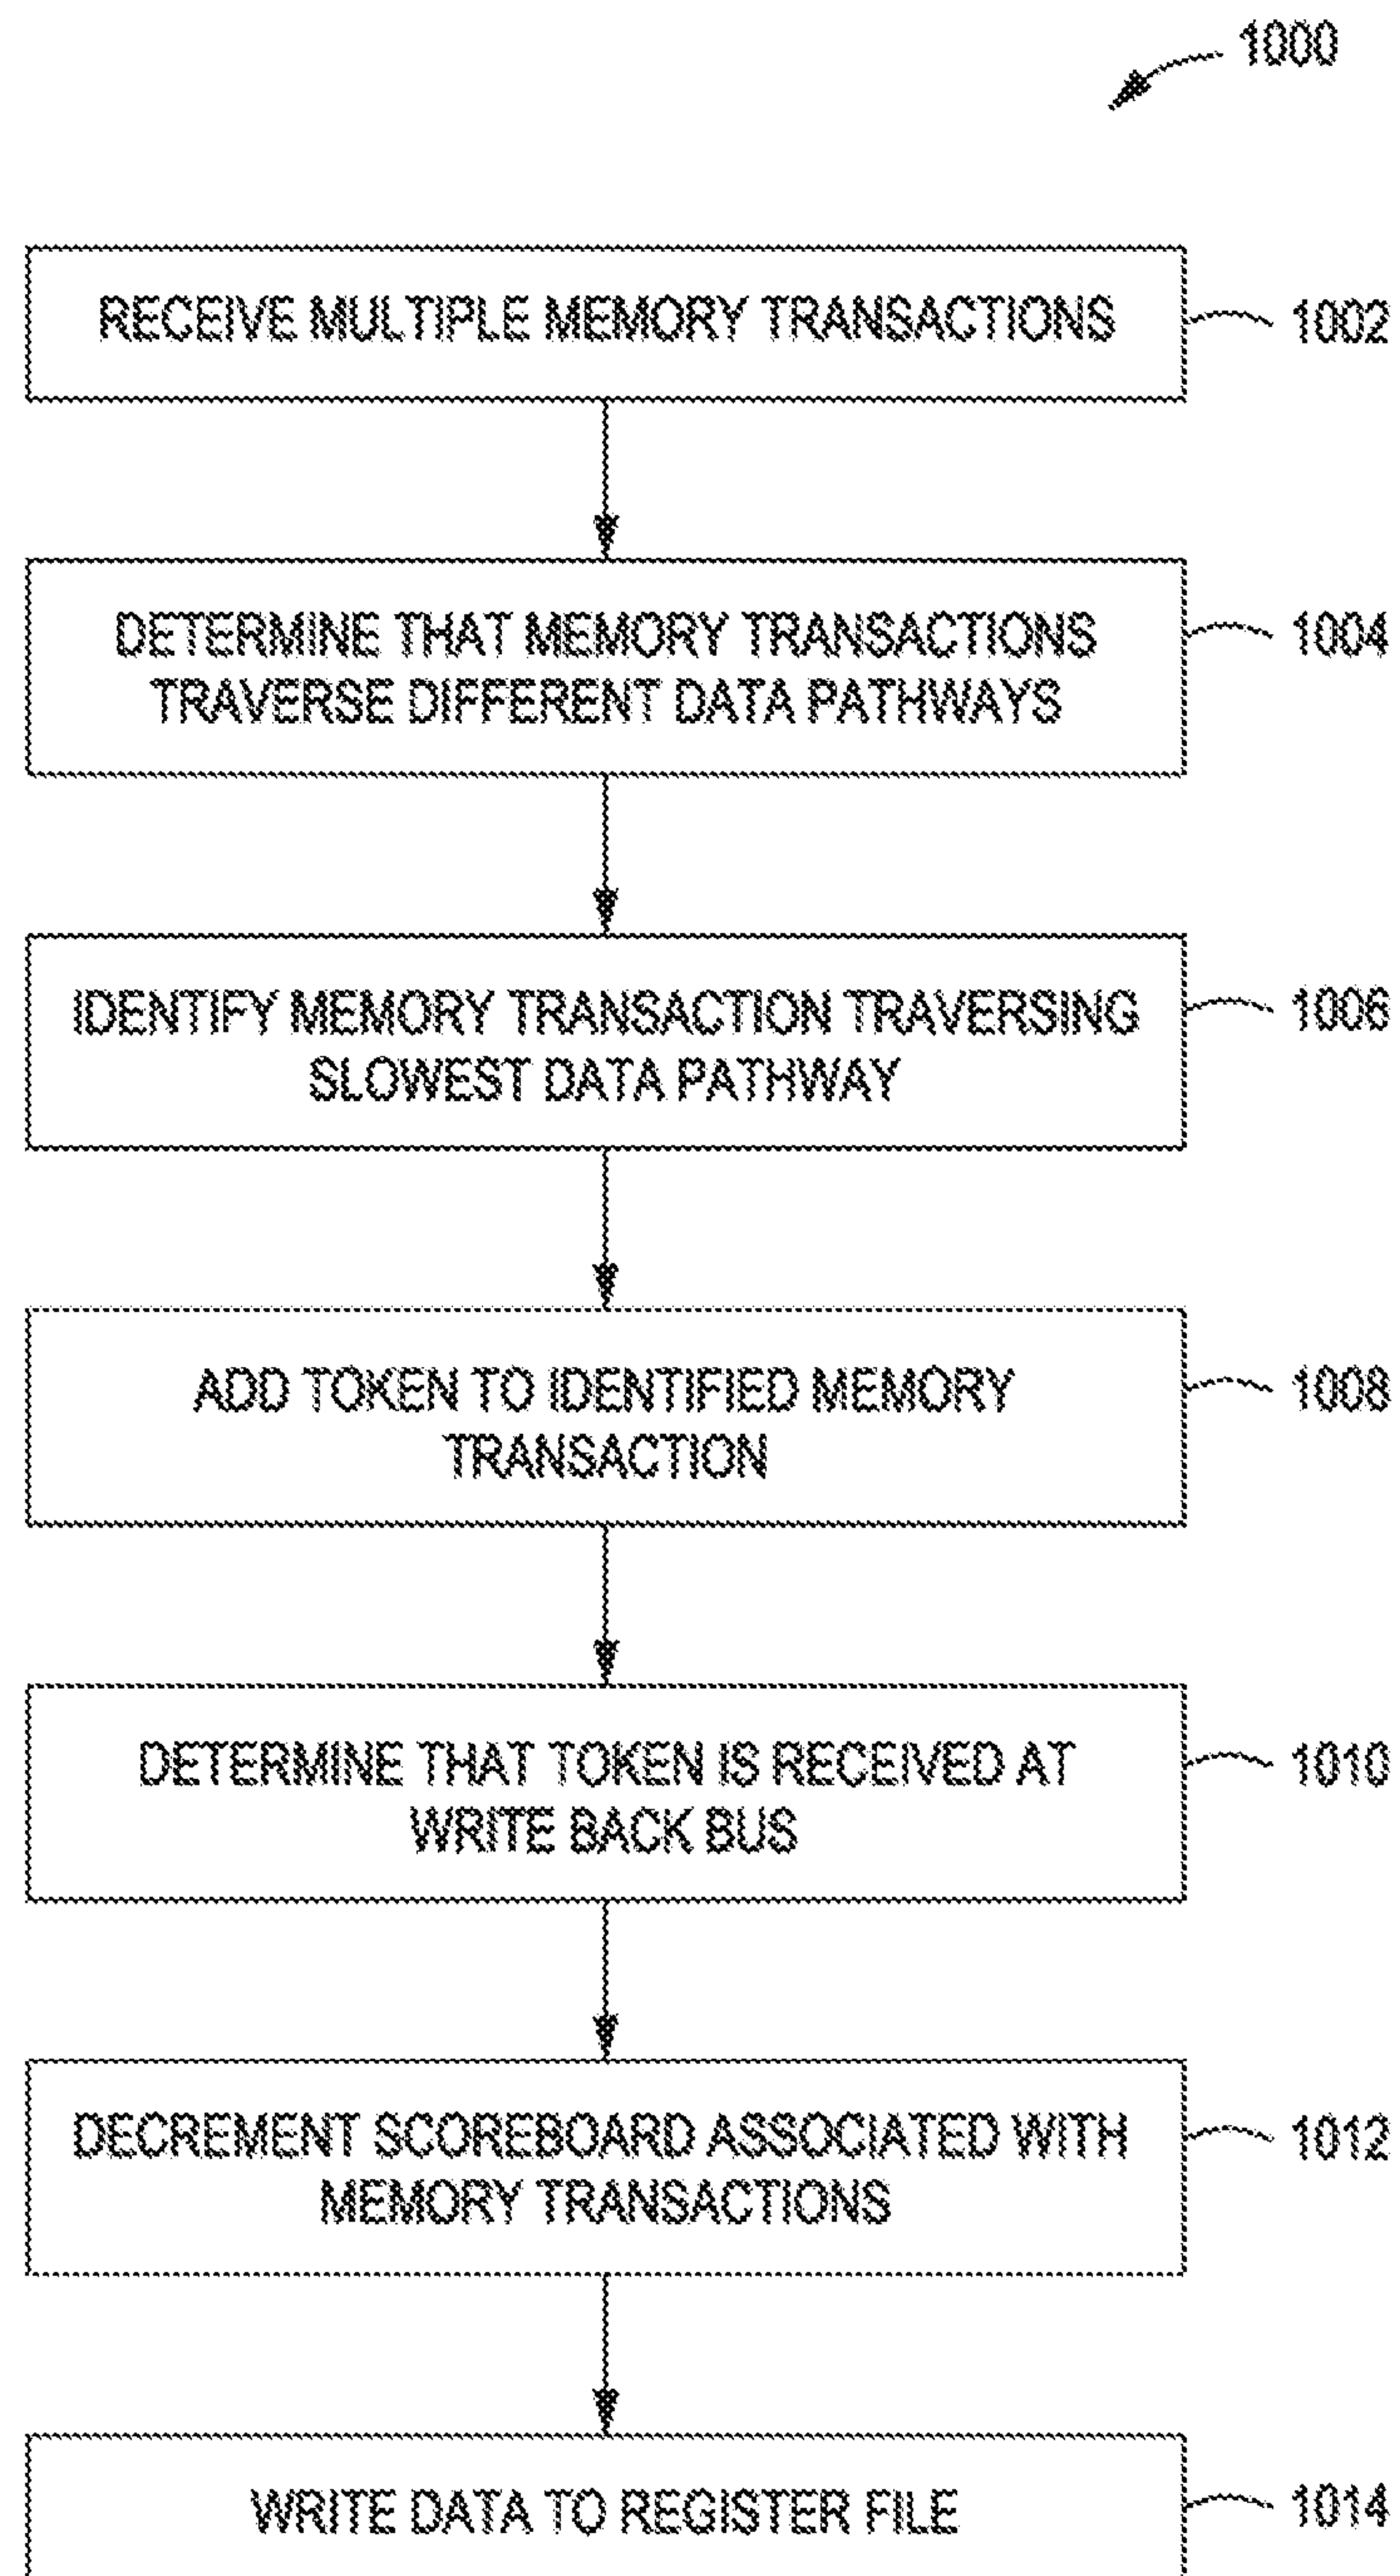 1000
RECEIVE MULTIPLE MEMORY TRANSACTIONS
1002
DETERMINE THAT MEMORY TRANSACTIONS
TRAVERSE DIFFERENT DATA PATHWAYS
1004
IDENTIFY MEMORY TRANSACTION TRAVERSING
SLOWEST DATA PATHWAY
1006
ADD TOKEN TO IDENTIFIED MEMORY
TRANSACTION
1008
DETERMINE THAT TOKEN IS RECEIVED AT
WRITE BACK BUS
1010
DECREMENT SCOREBOARD ASSOCIATED WITH
MEMORY TRANSACTIONS
1012
WRITE DATA TO REGISTER FILE
1014